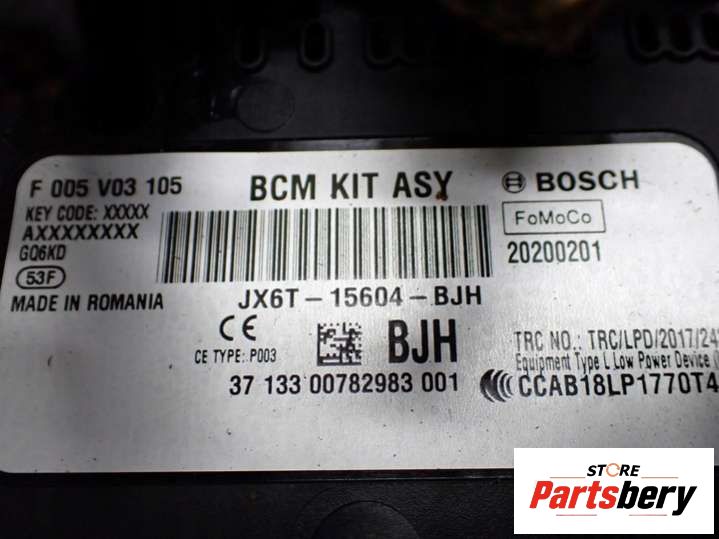 F 005 V03 105
BCM KIT ASY
BOSCH
KEY CODE: XXXXX
AXXXXXXXX
GQ6KD
53F
MADE IN ROMANIA
FoMoCo
20200201
JX6T-15604-BJH
CE
CE TYPE: P003
BJH
37 133 00782983 001
TRC NO.: TRC/LPD/2017/24
Equipment Type L Low Power Device
CCAB18LP1770T4
STORE
Partsbery